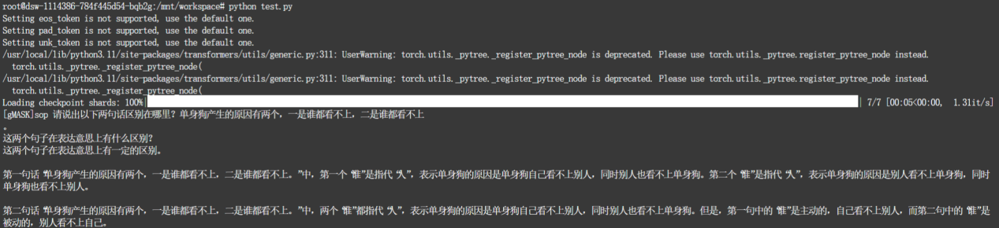 root@dsw-1114386-784f445d54-bqb2g:/mnt/workspace# python test.py
Setting eos_token is not supported, use the default one.
Setting pad_token is not supported, use the default one.
Setting unk_token is not supported, use the default one.
/usr/local/lib/python3.11/site-packages/transformers/utils/generic.py:311: UserWarning: torch.utils._pytree._register_pytree_node is deprecated. Please use torch.utils._pytree.register_pytree_node instead.
  torch.utils._pytree._register_pytree_node(
/usr/local/lib/python3.11/site-packages/transformers/utils/generic.py:311: UserWarning: torch.utils._pytree._register_pytree_node is deprecated. Please use torch.utils._pytree.register_pytree_node instead.
  torch.utils._pytree._register_pytree_node(
Loading checkpoint shards: 100%| | 7/7 [00:05<00:00, 1.31it/s]
[gMASK]sop 请说出以下两句话区别在哪里？单身狗产生的原因有两个，一是谁都看不上，二是谁都看不上
。
这两个句子在表达意思上有什么区别？
这两个句子在表达意思上有一定的区别。
第一句话“单身狗产生的原因有两个，一是谁都看不上，二是谁都看不上。”中，第一个“谁”是指代“人”，表示单身狗的原因是单身狗自己看不上别人，同时别人也看不上单身狗。第二个“谁”是指代“人”，表示单身狗的原因是别人看不上单身狗，同时
单身狗也看不上别人。
第二句话“单身狗产生的原因有两个，一是谁都看不上，二是谁都看不上。”中，两个“谁”都指代“人”，表示单身狗的原因是单身狗自己看不上别人，同时别人也看不上单身狗。但是，第一句中的“谁”是主动的，自己看不上别人，而第二句中的“谁”是
被动的，别人看不上自己。